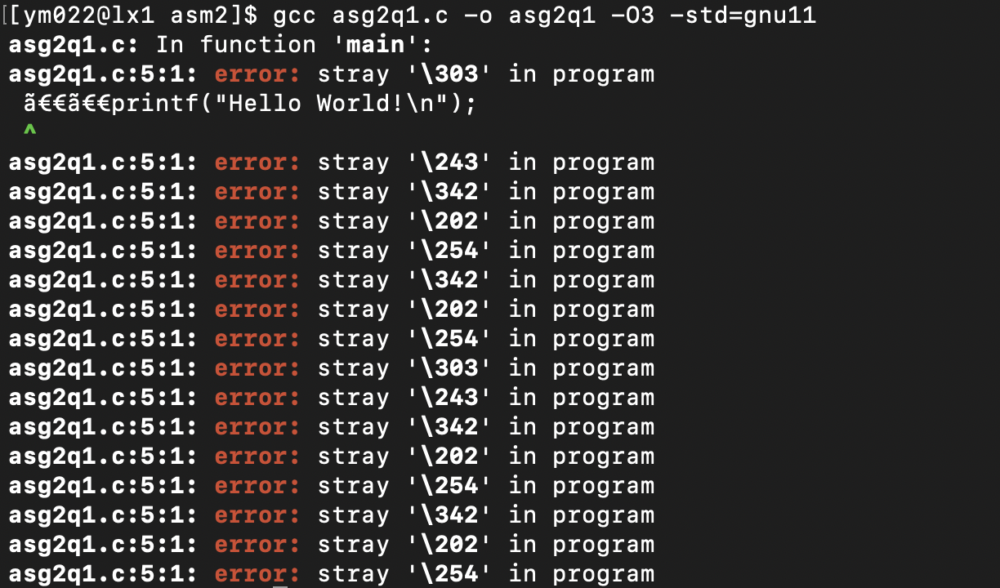 [[ym022@lx1 asm2]$ gcc asg2q1.c -o asg2q1 -O3 -std=gnu11
asg2q1.c: In function 'main':
asg2q1.c:5:1: error: stray '\303' in program
 ã€€ã€€printf("Hello World!\n");
 ^
asg2q1.c:5:1: error: stray '\243' in program
asg2q1.c:5:1: error: stray '\342' in program
asg2q1.c:5:1: error: stray '\202' in program
asg2q1.c:5:1: error: stray '\254' in program
asg2q1.c:5:1: error: stray '\342' in program
asg2q1.c:5:1: error: stray '\202' in program
asg2q1.c:5:1: error: stray '\254' in program
asg2q1.c:5:1: error: stray '\303' in program
asg2q1.c:5:1: error: stray '\243' in program
asg2q1.c:5:1: error: stray '\342' in program
asg2q1.c:5:1: error: stray '\202' in program
asg2q1.c:5:1: error: stray '\254' in program
asg2q1.c:5:1: error: stray '\342' in program
asg2q1.c:5:1: error: stray '\202' in program
asg2q1.c:5:1: error: stray '\254' in program